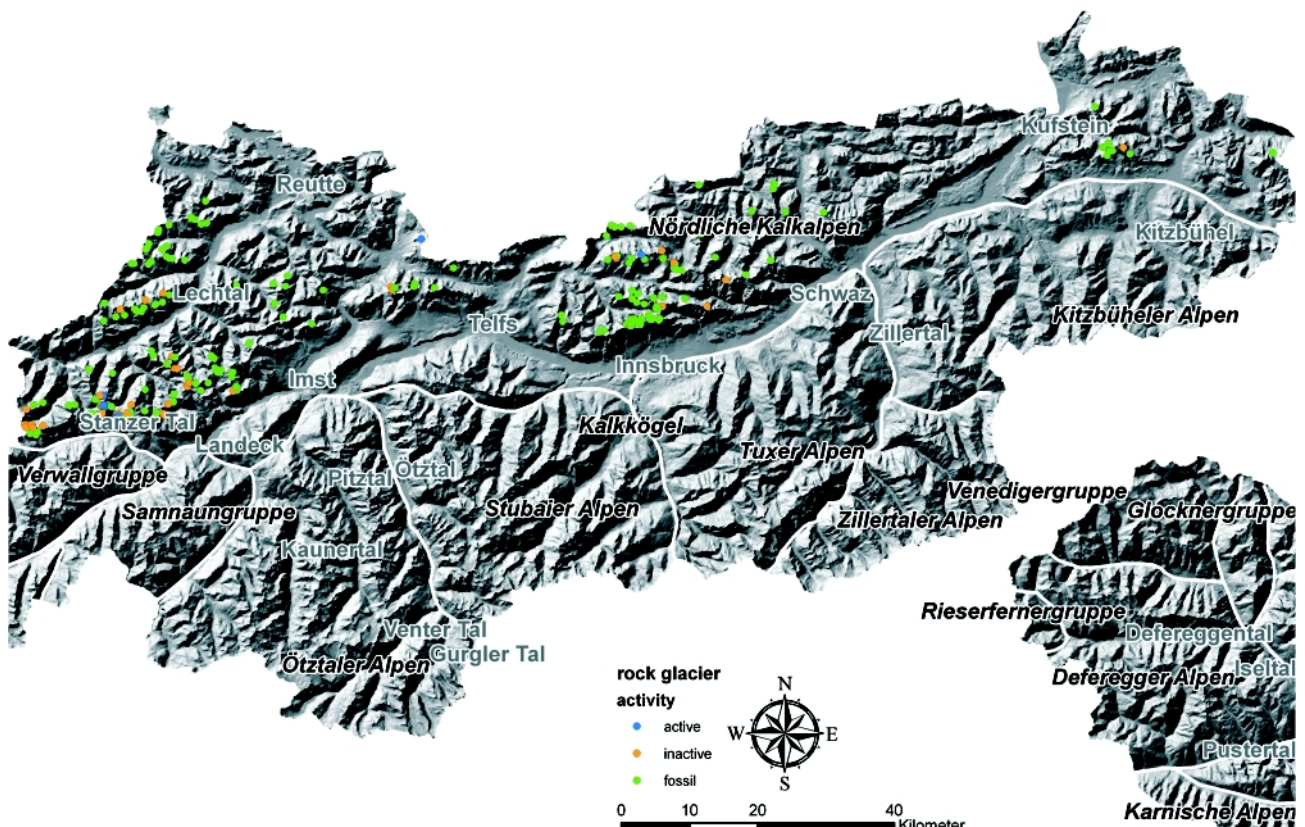 Kufstein
Reutte
Nördliche Kalkalpen
Kitzbühel
Lechtal
Schwaz
Kitzbüheler Alpen
Telfs
Zillertal
Innsbruck
Imst
Stanzer Tal
Kalkkögel
Landeck
Tuxer Alpen
Verwallgruppe
Pitztal
Ötztal
Venedigergruppe
Samnaungruppe
Stubaier Alpen
Zillertaler Alpen
Glocknergruppe
Kaunertal
Rieserfernergruppe
Venter Tal
Defereggental
Gurgler Tal
Ötztaler Alpen
Iseltal
Deferegger Alpen
rock glacier
activity
active
inactive
fossil
N
W
E
S
Pustertal
Karnische Alpen
0 10 20 40
Kilometer